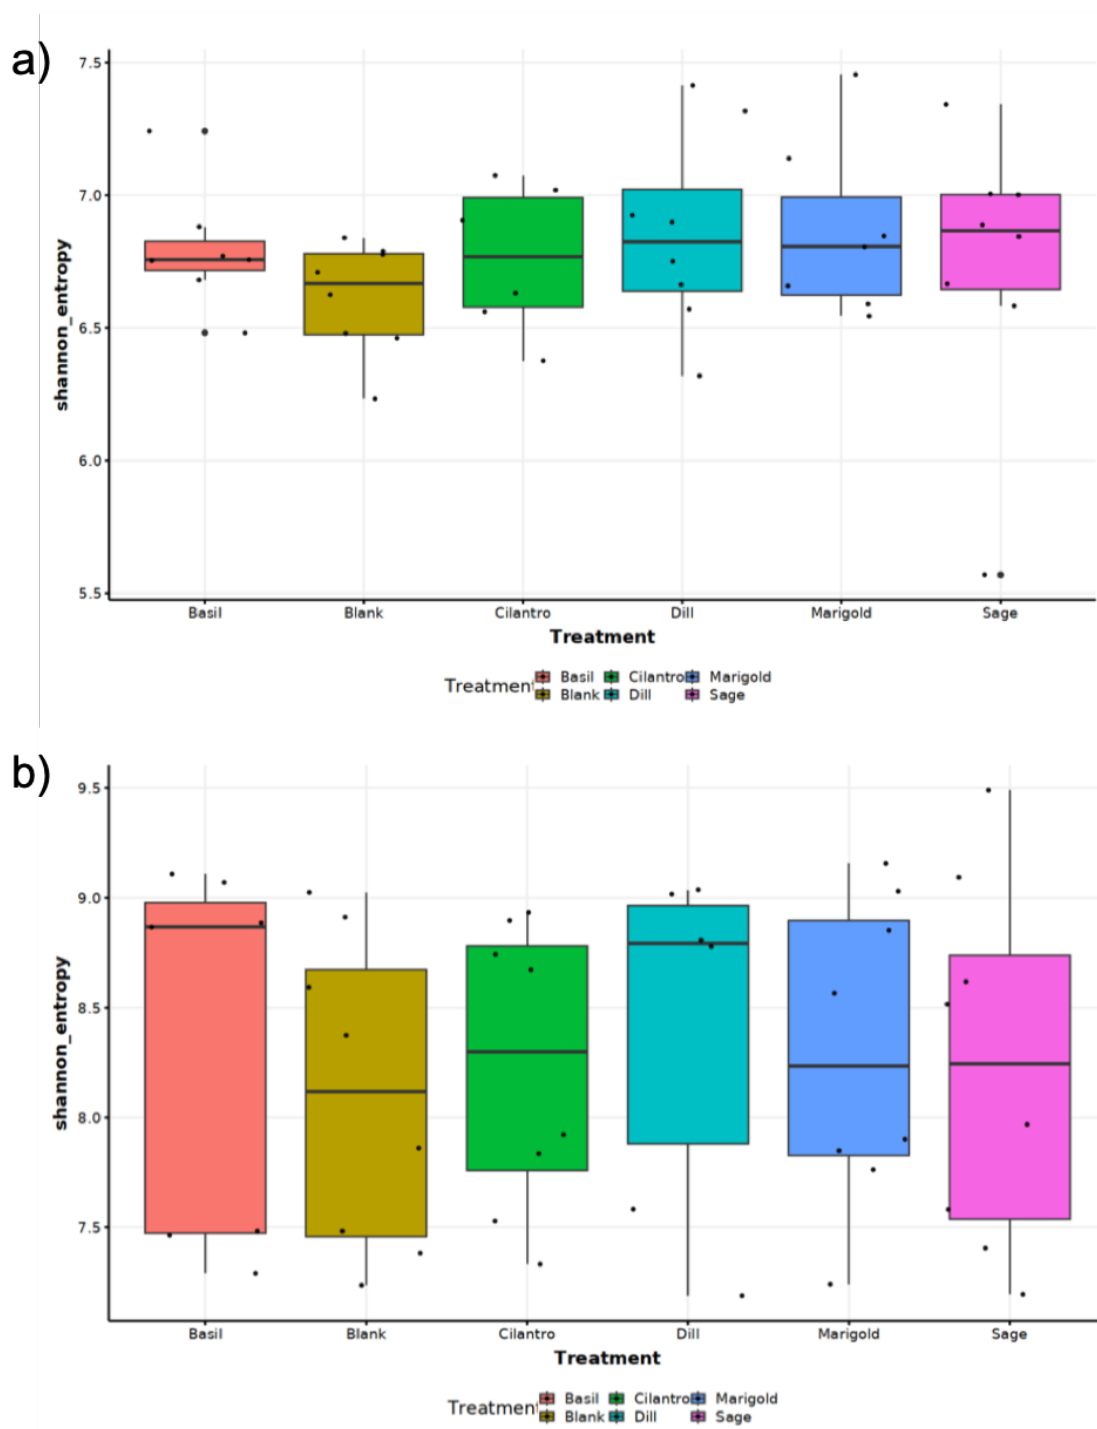 a)
7.5
7.0
6.5
6.0
5.5
shannon_entropy
Basil Blank Cilantro Dill Marigold Sage
Treatment
Treatment Basil Cilantro Marigold
Blank Dill Sage
b)
9.5
9.0
8.5
8.0
7.5
shannon_entropy
Basil Blank Cilantro Dill Marigold Sage
Treatment
Treatment Basil Cilantro Marigold
Blank Dill Sage